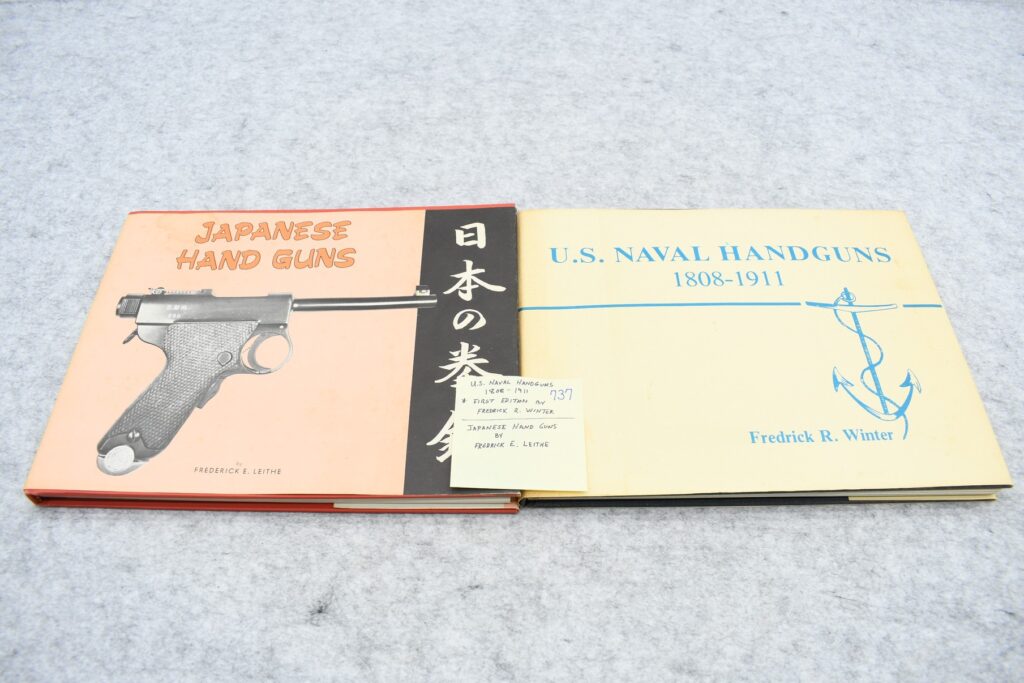 JAPANESE
HAND GUNS
日本の拳
by
FREDERICK E. LEITHE
U.S. NAVAL HANDGUNS
1808-1911
Fredrick R. Winter
U.S. NAVAL HANDGUNS
1808-1911
737
* FIRST EDITION BY
FREDRICK R. WINTER
JAPANESE HAND GUNS
BY
FREDRICK E. LEITHE